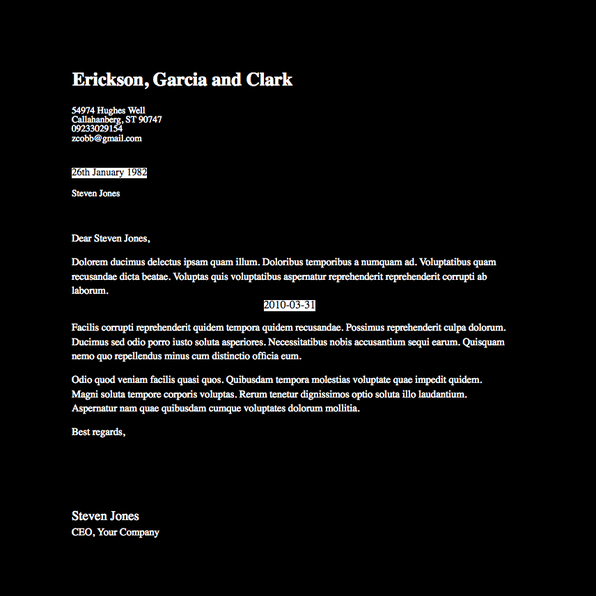 Erickson, Garcia and Clark
54974 Hughes Well
Callahanberg, ST 90747
09233029154
zcobb@gmail.com
26th January 1982
Steven Jones
Dear Steven Jones,
Dolorem ducimus delectus ipsam quam illum. Doloribus temporibus a numquam ad. Voluptatibus quam
recusandae dicta beatae. Voluptas quis voluptatibus aspernatur reprehenderit reprehenderit corrupti ab
laborum.
2010-03-31
Facilis corrupti reprehenderit quidem tempora quidem recusandae. Possimus reprehenderit culpa dolorum.
Ducimus sed odio porro iusto soluta asperiores. Necessitatibus nobis accusantium sequi earum. Quisquam
nemo quo repellendus minus cum distinctio officia eum.
Odio quod veniam facilis quasi quos. Quibusdam tempora molestias voluptate quae impedit quidem.
Magni soluta tempore corporis voluptas. Rerum tenetur dignissimos optio soluta illo laudantium.
Aspernatur nam quae quibusdam cumque voluptates dolorum mollitia.
Best regards,
Steven Jones
CEO, Your Company